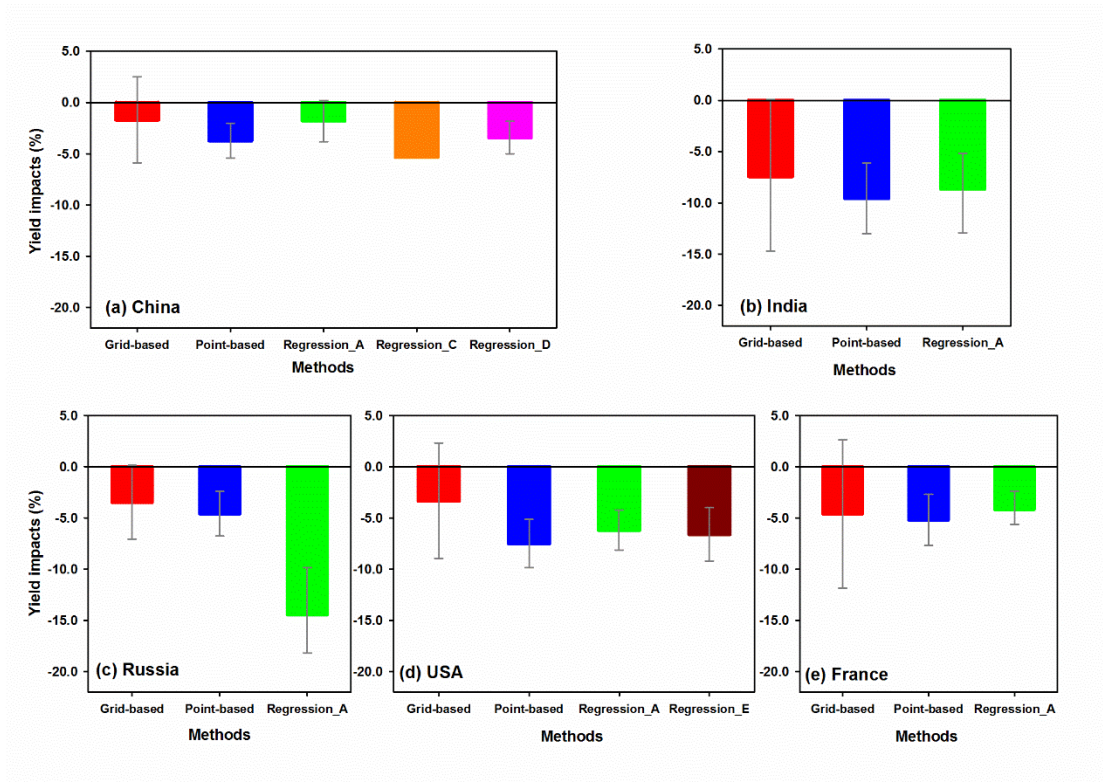 5.0
0.0
-5.0
-10.0
-15.0
-20.0
Yield impacts (%)
(a) China
Grid-based Point-based Regression_A Regression_C Regression_D
Methods
5.0
0.0
-5.0
-10.0
-15.0
-20.0
(b) India
Grid-based Point-based Regression_A
Methods
5.0
0.0
-5.0
-10.0
-15.0
-20.0
Yield impacts (%)
(c) Russia
Grid-based Point-based Regression_A
Methods
5.0
0.0
-5.0
-10.0
-15.0
-20.0
(d) USA
Grid-based Point-based Regression_A Regression_E
Methods
5.0
0.0
-5.0
-10.0
-15.0
-20.0
(e) France
Grid-based Point-based Regression_A
Methods